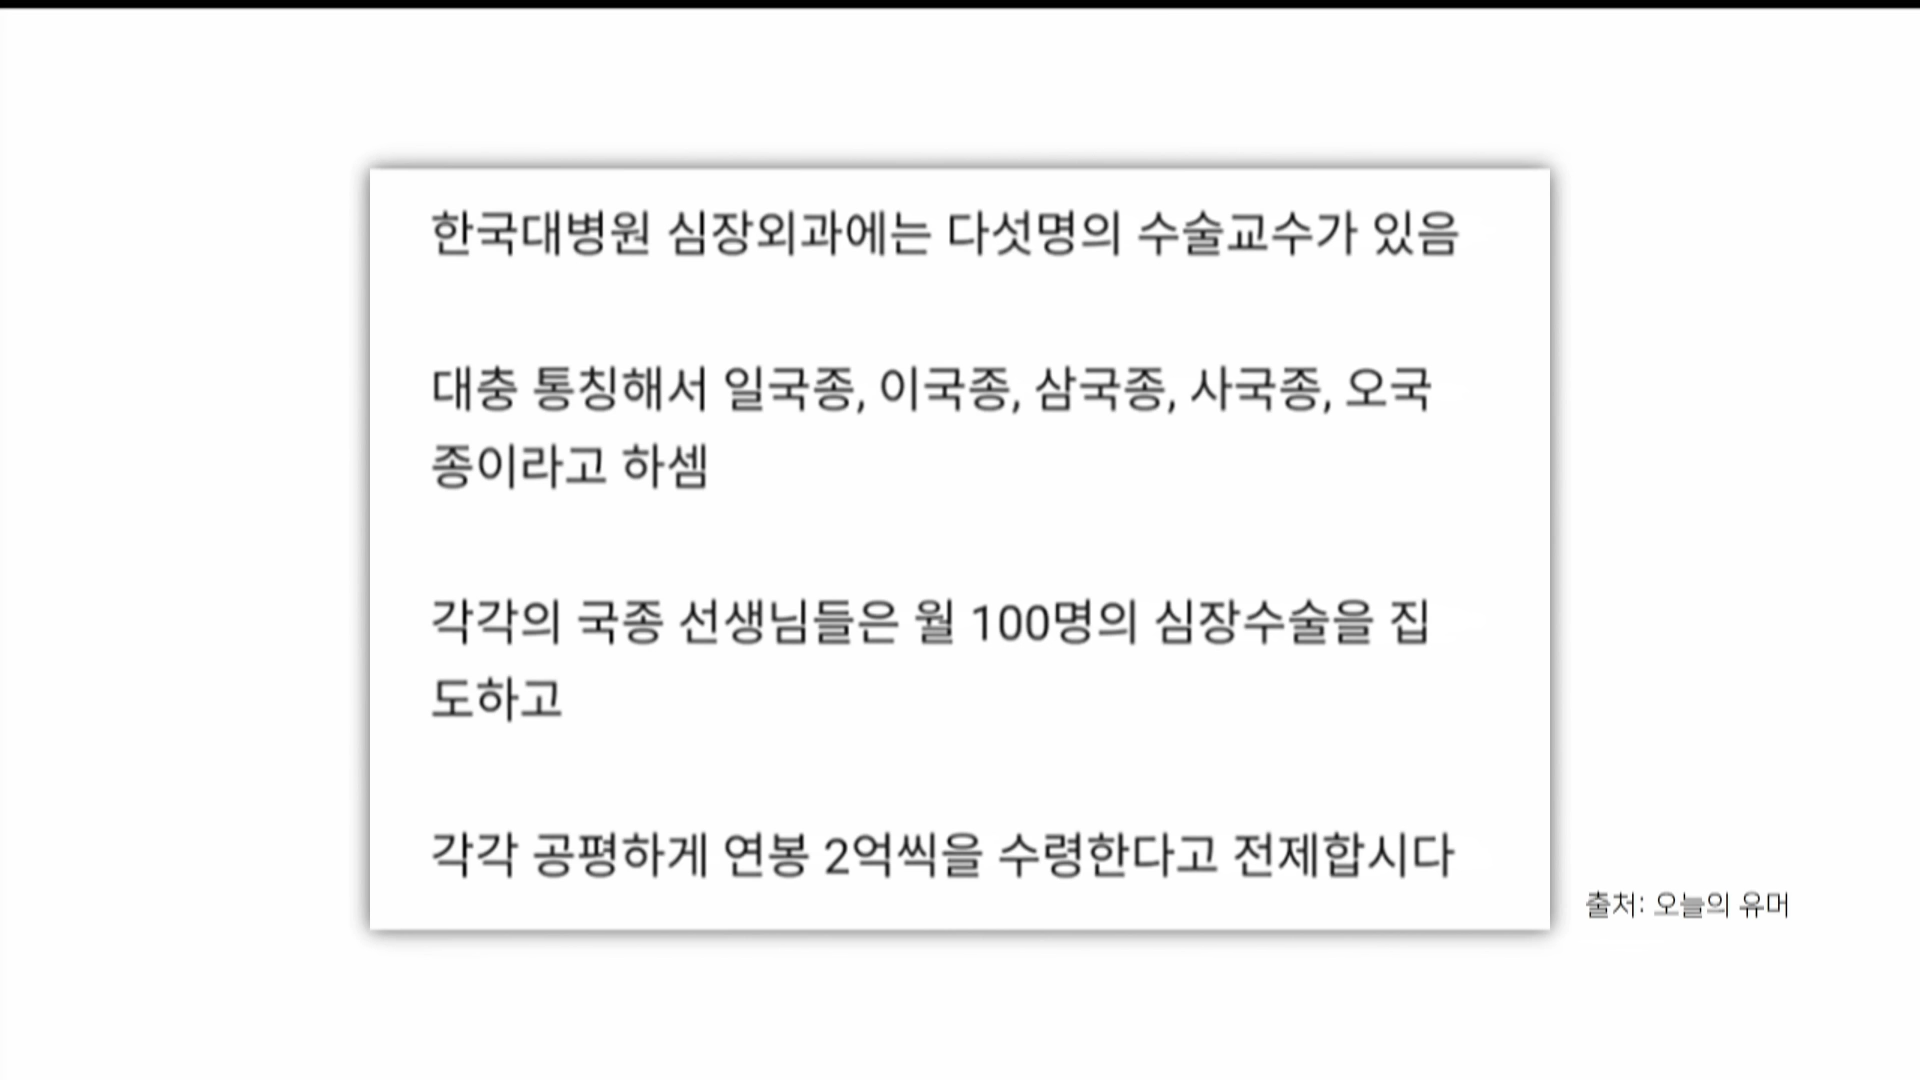 한국대병원 심장외과에는 다섯명의 수술교수가 있음
대충 통칭해서 일국종, 이국종, 삼국종, 사국종, 오국
종이라고 하셈
각각의 국종 선생님들은 월 100명의 심장수술을 집
도하고
각각 공평하게 연봉 2억씩을 수령한다고 전제합시다
출처: 오늘의 유머